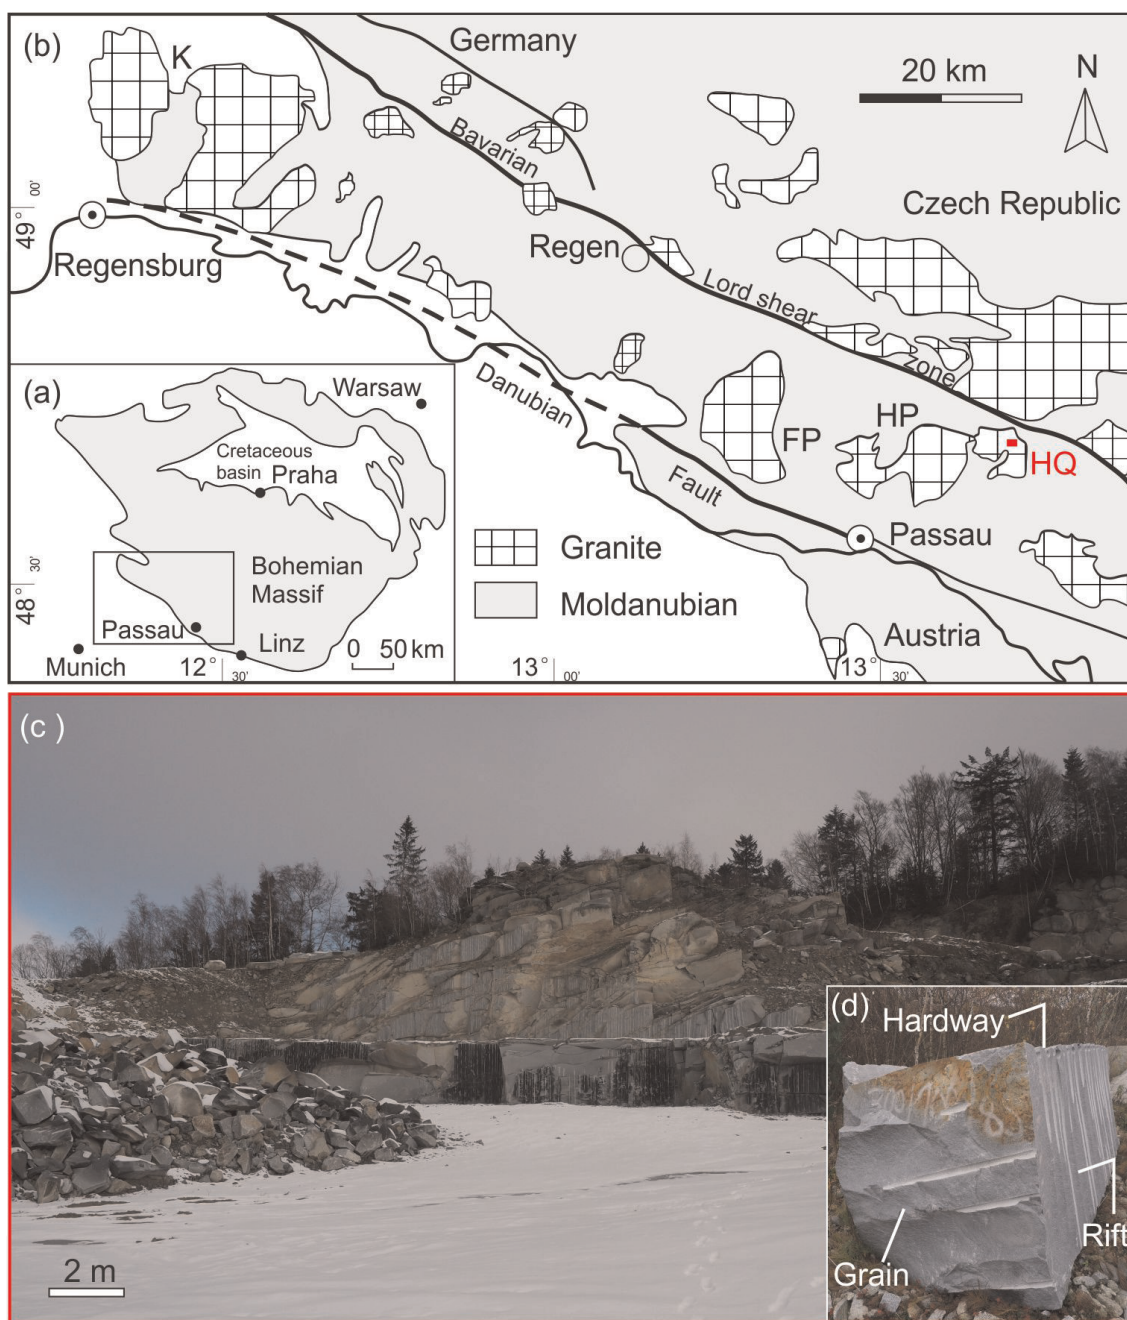 (b)
K
Germany
20 km
N
Bavarian
Czech Republic
49° 00'
Regensburg
Regen
Lord shear
zone
Danubian
HP
FP
HQ
Fault
Passau
Granite
Moldanubian
Austria
48° 30'
12° 30'
13° 00'
13° 30'
(a)
Warsaw
Cretaceous
basin
Praha
Bohemian
Massif
Passau
Linz
Munich
0 50 km
(c )
2 m
(d)
Hardway
Rift
Grain